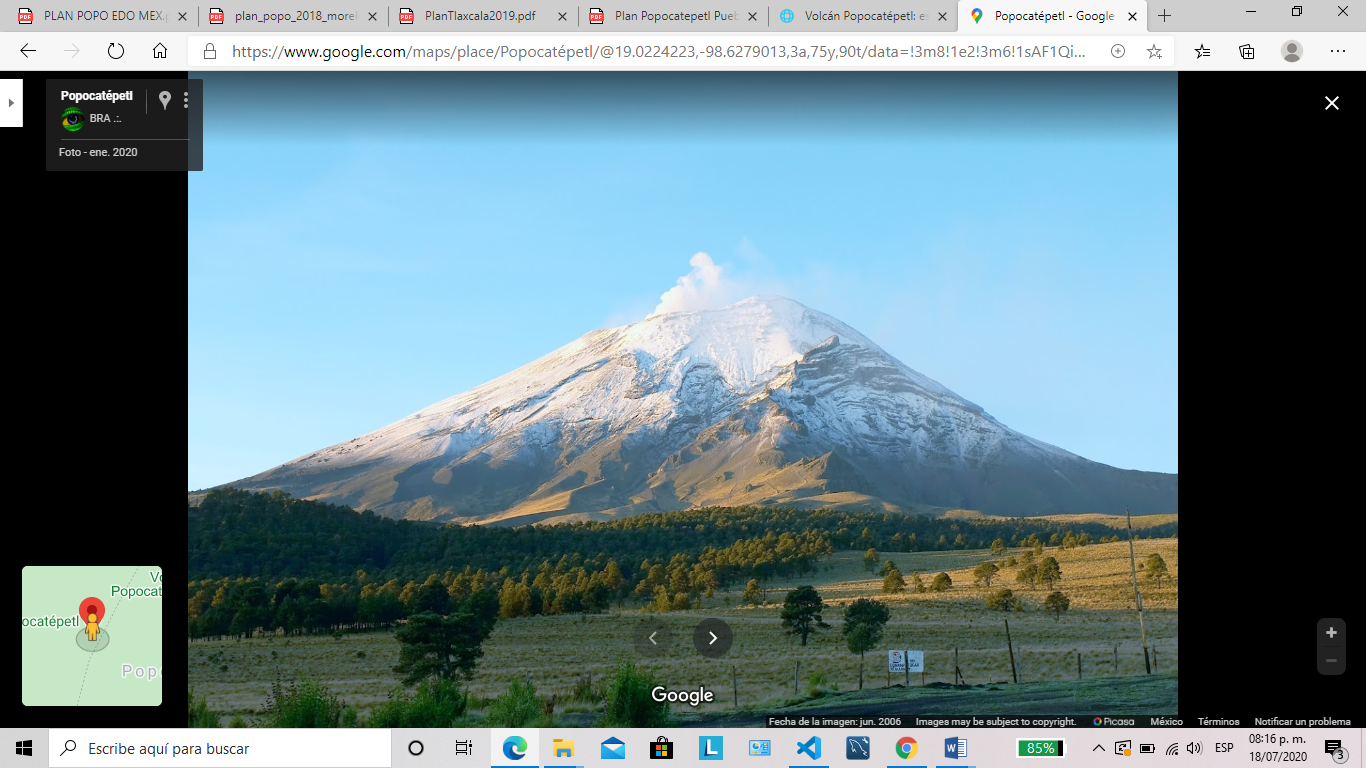 PLAN POPO EDO MEX.p
plan_popo_2018_morel
PlanTlaxcala2019.pdf
Plan Popocatepetl Pueb
Volcán Popocatépetl: es
Popocatépetl - Google
https://www.google.com/maps/place/Popocatépetl/@19.0224223,-98.6279013,3a,75y,90t/data=!3m8!1e2!3m6!1sAF1Qi...
Popocatépetl
BRA .:.
Foto - ene. 2020
Vo
Popocat
ocatépetl
Popo
Google
Fecha de la imagen: jun. 2006 Images may be subject to copyright. Picasa México Términos Notificar un problema
Escribe aquí para buscar
85%
ESP
08:16 p. m.
18/07/2020
3